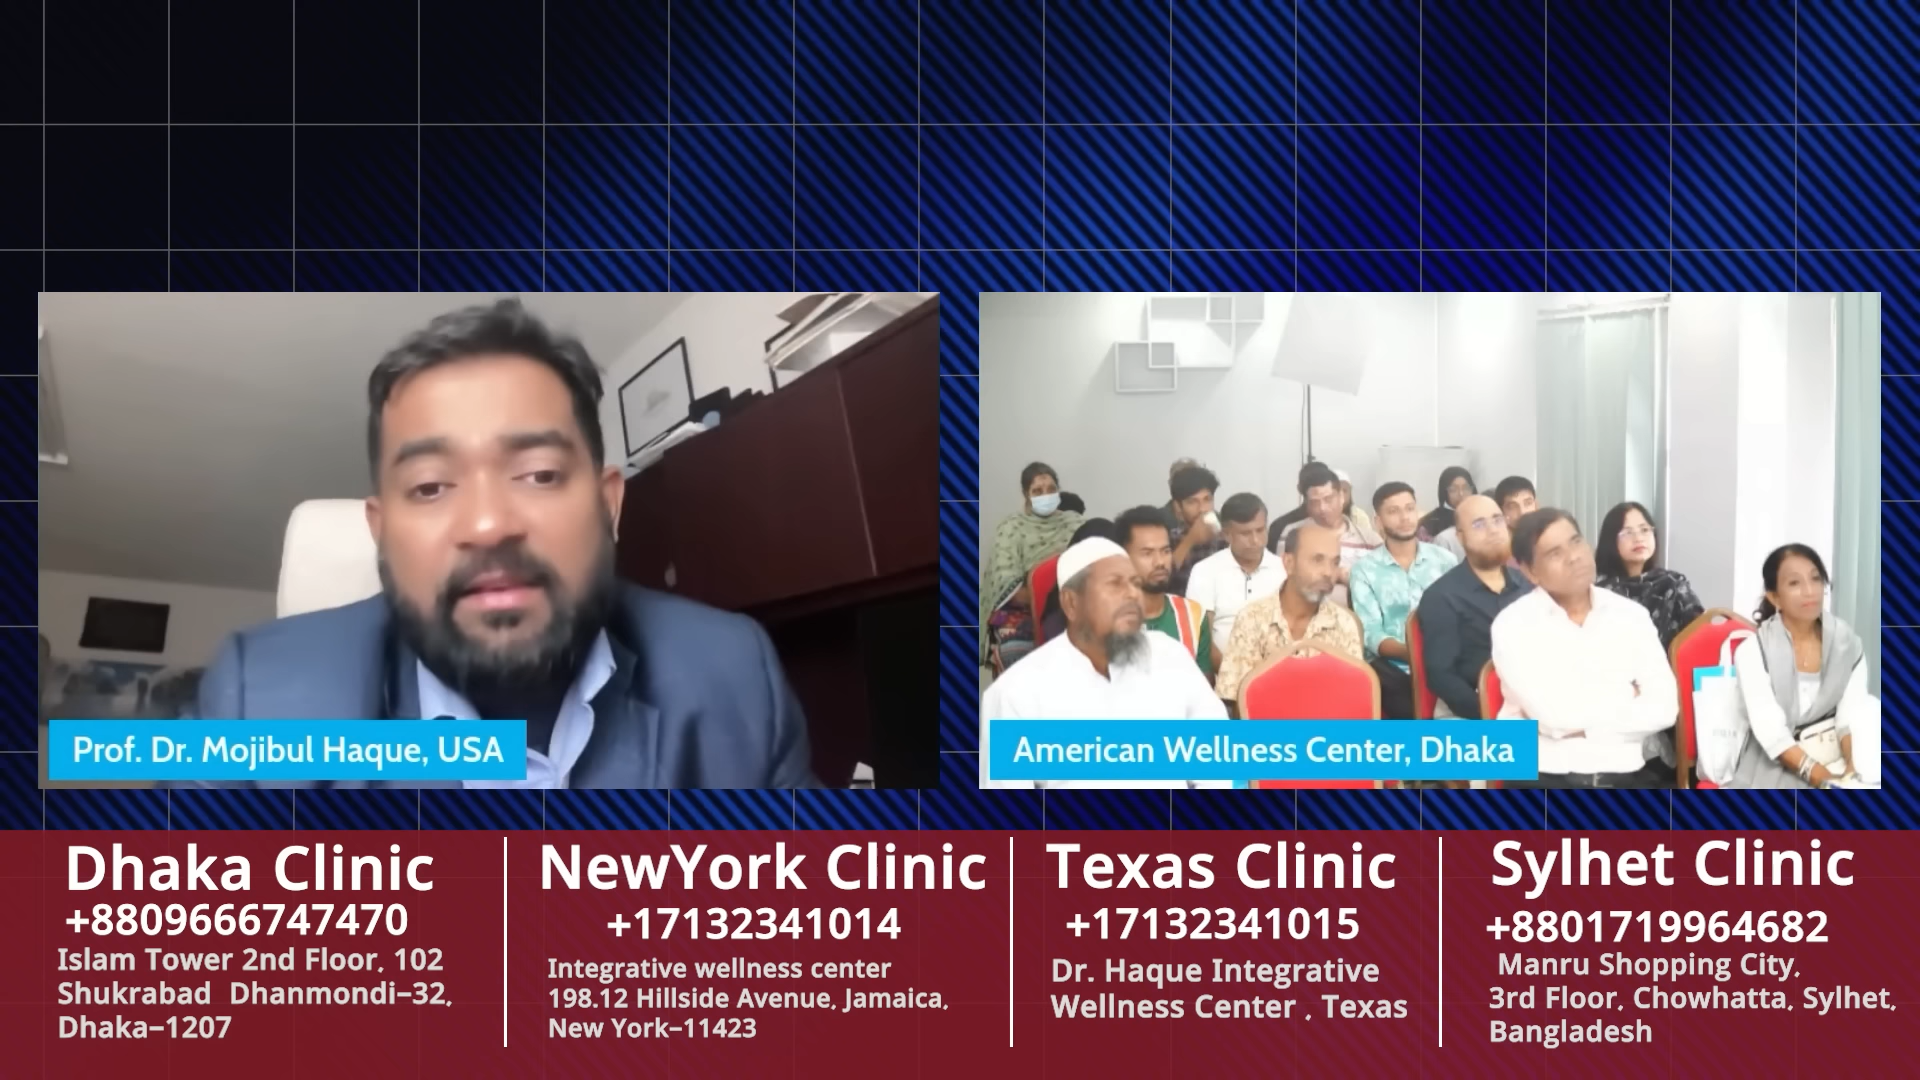 Prof. Dr. Mojibul Haque, USA
American Wellness Center, Dhaka
Dhaka Clinic
+8809666747470
Islam Tower 2nd Floor, 102
Shukrabad Dhanmondi-32,
Dhaka-1207
NewYork Clinic
+17132341014
Integrative wellness center
198.12 Hillside Avenue, Jamaica,
New York-11423
Texas Clinic
+17132341015
Dr. Haque Integrative
Wellness Center , Texas
Sylhet Clinic
+8801719964682
Manru Shopping City,
3rd Floor, Chowhatta, Sylhet,
Bangladesh